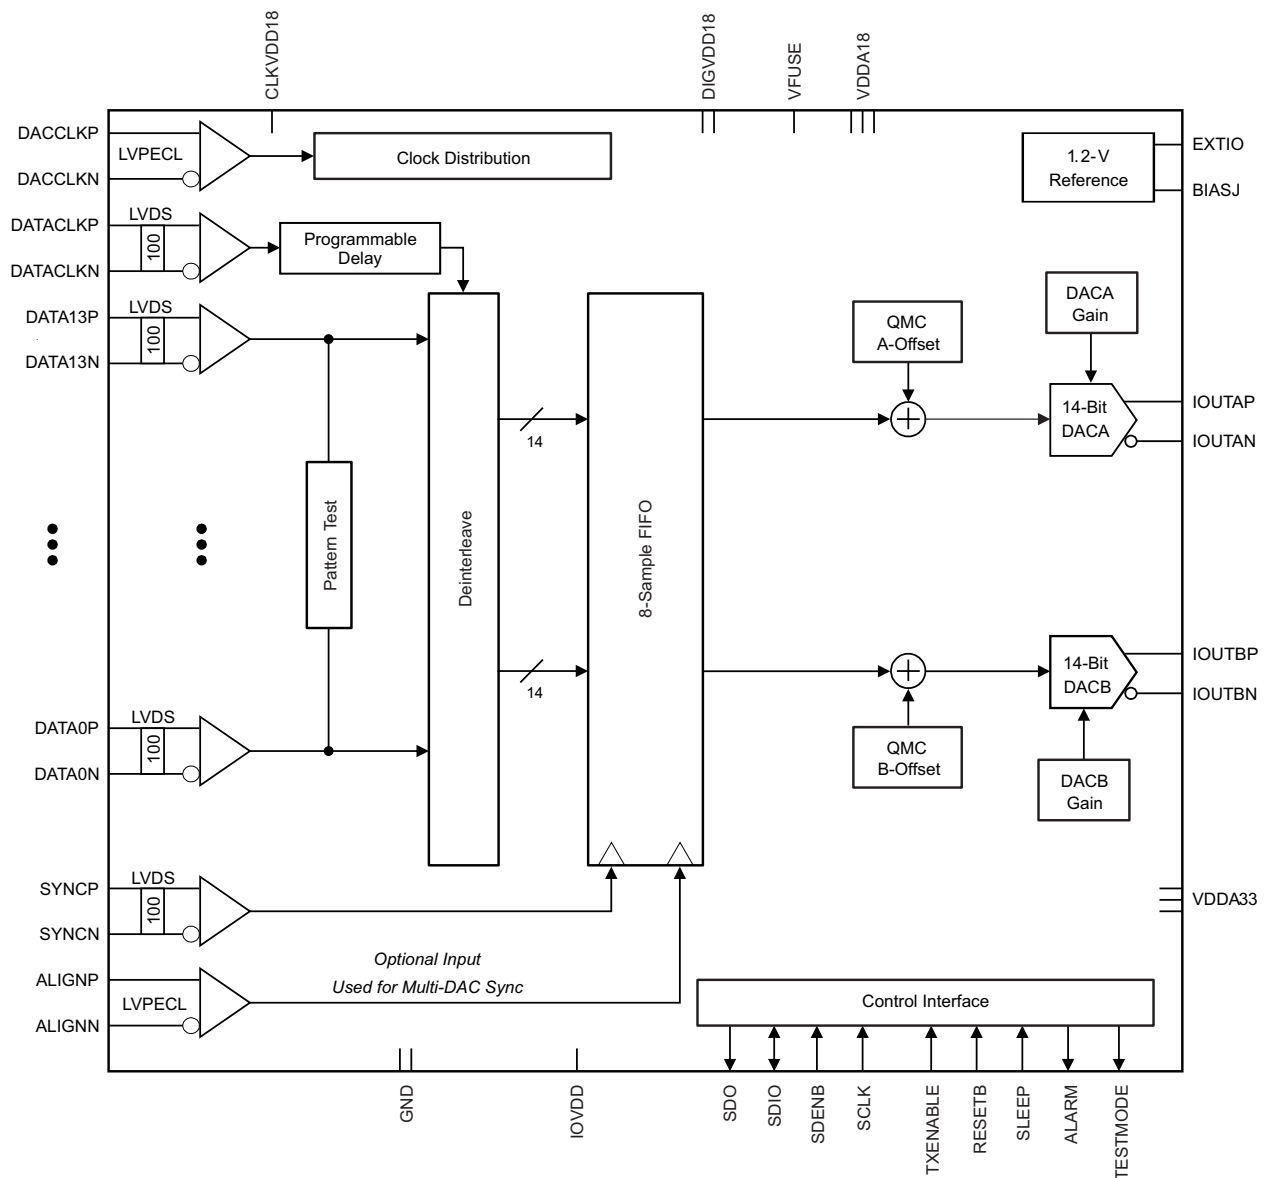 CLKVDD18
DIGVDD18
VFUSE
VDDA18
DACCLKP
LVPECL
DACCLKN
Clock Distribution
1.2-V
Reference
EXTIO
BIASJ
DATACLKP
LVDS
100
DATACLKN
Programmable
Delay
DATA13P
LVDS
100
DATA13N
DACA
Gain
QMC
A-Offset
14-Bit
DACA
IOUTAP
IOUTAN
14
Pattern Test
Deinterleave
8-Sample FIFO
14
14-Bit
DACB
IOUTBP
IOUTBN
QMC
B-Offset
DACB
Gain
DATA0P
LVDS
100
DATA0N
SYNCP
LVDS
100
SYNCN
VDDA33
Optional Input
Used for Multi-DAC Sync
ALIGNP
LVPECL
ALIGNN
Control Interface
GND
IOVDD
SDO
SDIO
SDENB
SCLK
TXENABLE
RESETB
SLEEP
ALARM
TESTMODE